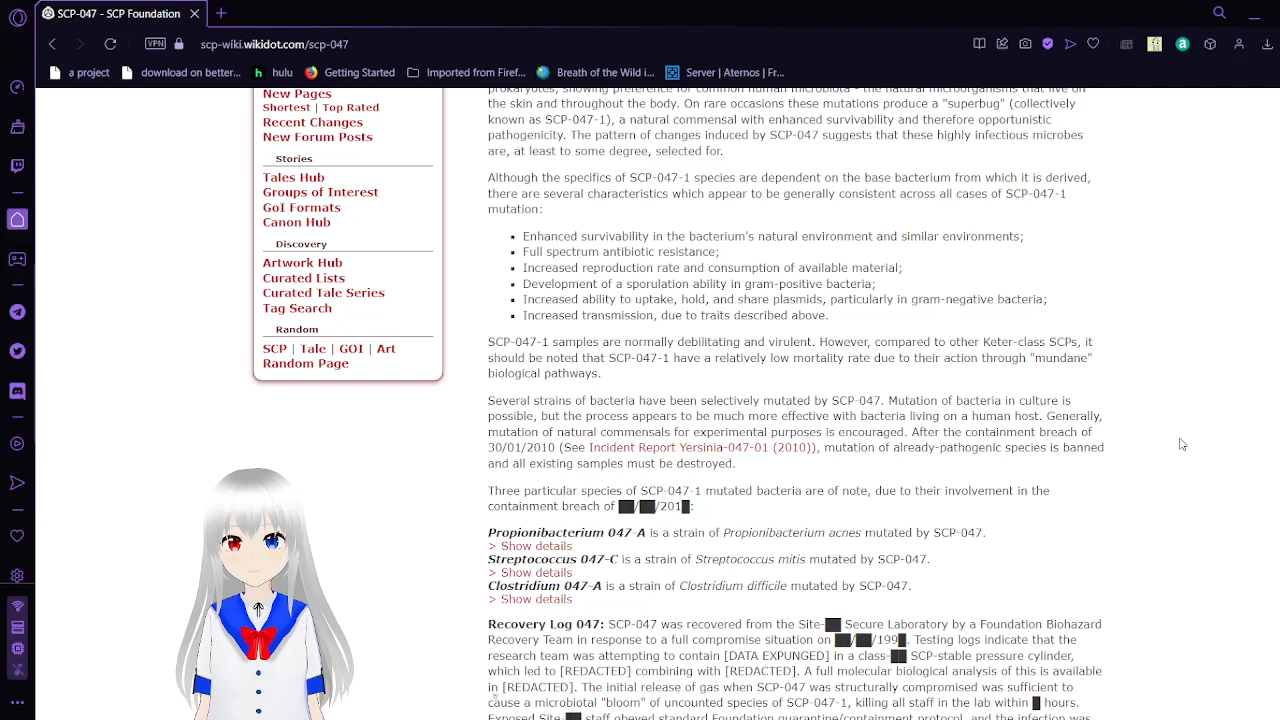 SCP-047 - SCP Foundation
VPN
scp-wiki.wikidot.com/scp-047
a project
download on better...
hulu
Getting Started
Imported from Firef...
Breath of the Wild i...
Server | Aternos | Fr...
New Pages
Shortest | Top Rated
Recent Changes
New Forum Posts
Stories
Tales Hub
Groups of Interest
GoI Formats
Canon Hub
Discovery
Artwork Hub
Curated Lists
Curated Tale Series
Tag Search
Random
SCP | Tale | GOI | Art
Random Page
prokaryotes, showing preference for common human microbiota - the natural microorganisms that live on
the skin and throughout the body. On rare occasions these mutations produce a "superbug" (collectively
known as SCP-047-1), a natural commensal with enhanced survivability and therefore opportunistic
pathogenicity. The pattern of changes induced by SCP-047 suggests that these highly infectious microbes
are, at least to some degree, selected for.
Although the specifics of SCP-047-1 species are dependent on the base bacterium from which it is derived,
there are several characteristics which appear to be generally consistent across all cases of SCP-047-1
mutation:
Enhanced survivability in the bacterium's natural environment and similar environments;
Full spectrum antibiotic resistance;
Increased reproduction rate and consumption of available material;
Development of a sporulation ability in gram-positive bacteria;
Increased ability to uptake, hold, and share plasmids, particularly in gram-negative bacteria;
Increased transmission, due to traits described above.
SCP-047-1 samples are normally debilitating and virulent. However, compared to other Keter-class SCPs, it
should be noted that SCP-047-1 have a relatively low mortality rate due to their action through "mundane"
biological pathways.
Several strains of bacteria have been selectively mutated by SCP-047. Mutation of bacteria in culture is
possible, but the process appears to be much more effective with bacteria living on a human host. Generally,
mutation of natural commensals for experimental purposes is encouraged. After the containment breach of
30/01/2010 (See Incident Report Yersinia-047-01 (2010)), mutation of already-pathogenic species is banned
and all existing samples must be destroyed.
Three particular species of SCP-047-1 mutated bacteria are of note, due to their involvement in the
containment breach of ██/██/201█:
Propionibacterium 047-A is a strain of Propionibacterium acnes mutated by SCP-047.
> Show details
Streptococcus 047-C is a strain of Streptococcus mitis mutated by SCP-047.
> Show details
Clostridium 047-A is a strain of Clostridium difficile mutated by SCP-047.
> Show details
Recovery Log 047: SCP-047 was recovered from the Site-██ Secure Laboratory by a Foundation Biohazard
Recovery Team in response to a full compromise situation on ██/██/199█. Testing logs indicate that the
research team was attempting to contain [DATA EXPUNGED] in a class-██ SCP-stable pressure cylinder,
which led to [REDACTED] combining with [REDACTED]. A full molecular biological analysis of this is available
in [REDACTED]. The initial release of gas when SCP-047 was structurally compromised was sufficient to
cause a microbiotal "bloom" of uncounted species of SCP-047-1, killing all staff in the lab within █ hours.
Exposed Site-██ staff obeyed standard Foundation quarantine/containment protocol, and the infection was